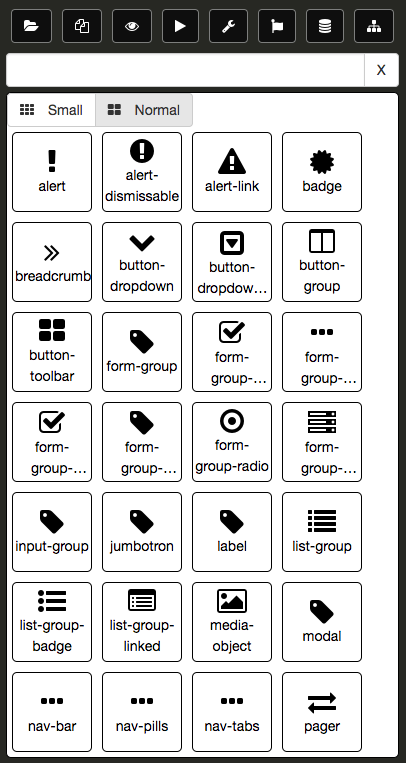 X
Small Normal
alert
alert-
dismissable
alert-link
badge
breadcrumb
button-
dropdown
button-
dropdow…
button-
group
button-
toolbar
form-group
form-
group-…
form-
group-…
form-
group-…
form-
group-…
form-
group-radio
form-
group-…
input-group
jumbotron
label
list-group
list-group-
badge
list-group-
linked
media-
object
modal
nav-bar
nav-pills
nav-tabs
pager